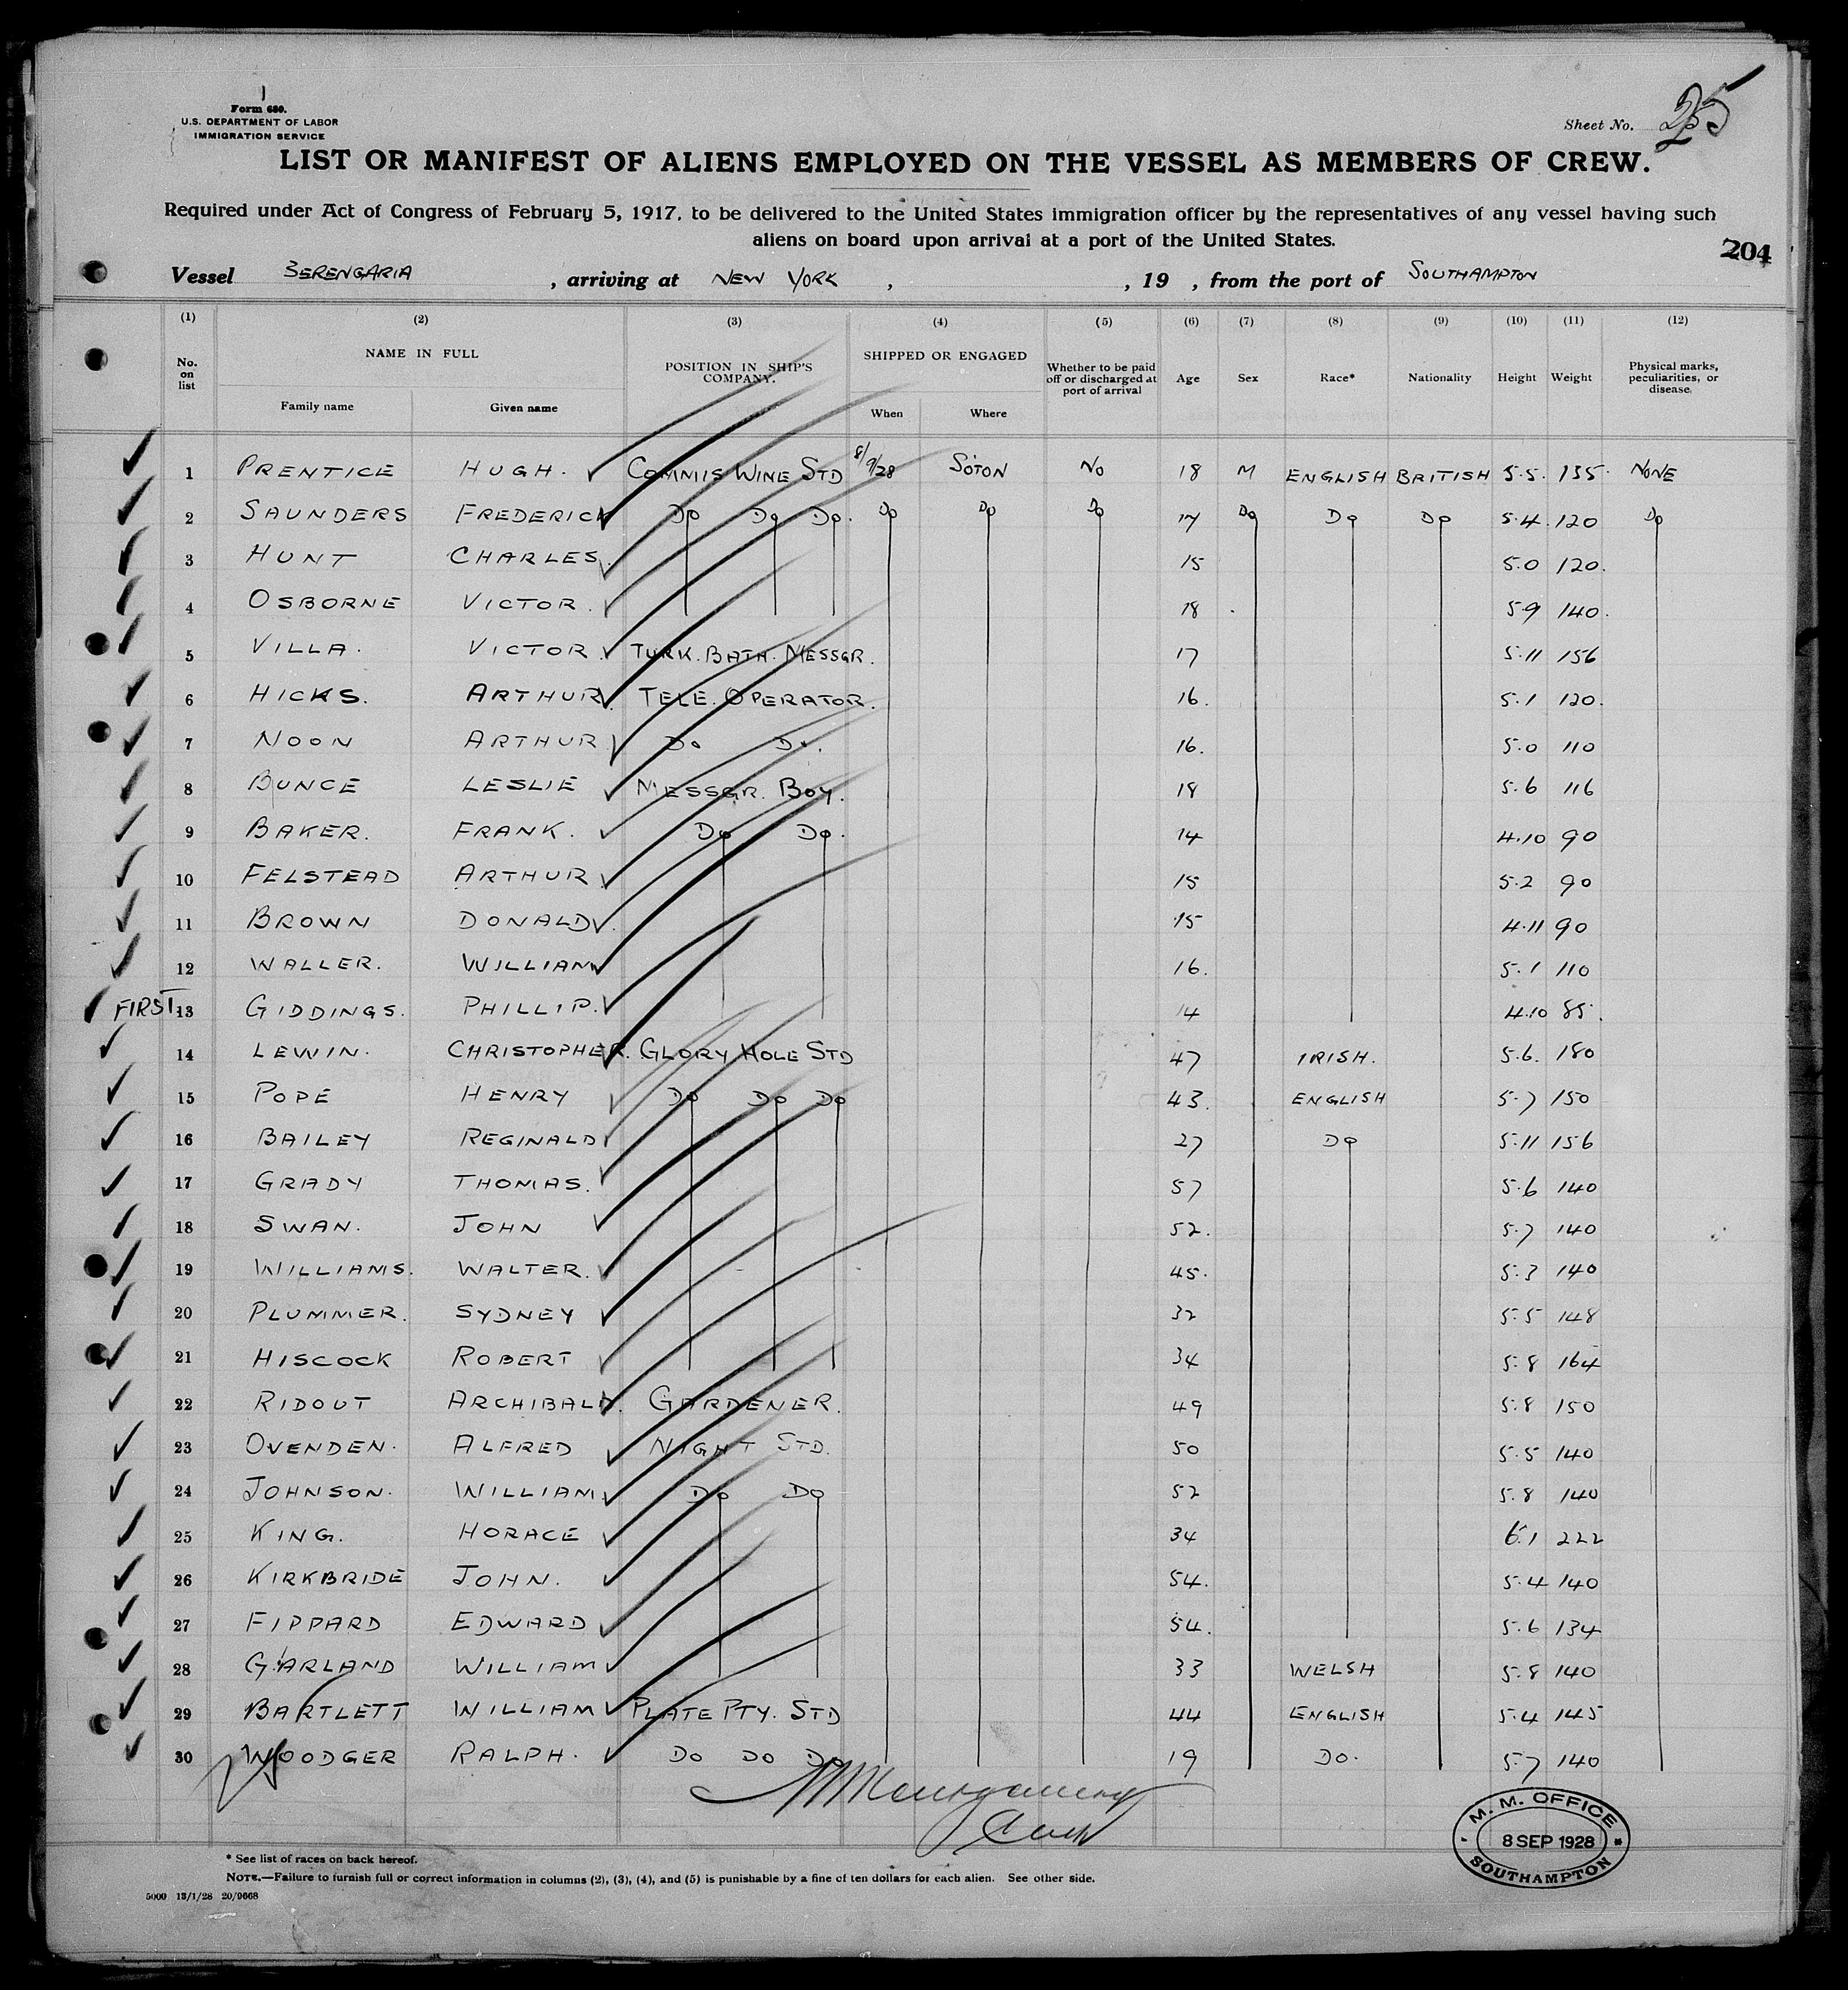 Form 680.
U.S. DEPARTMENT OF LABOR
IMMIGRATION SERVICE
Sheet No. 25
LIST OR MANIFEST OF ALIENS EMPLOYED ON THE VESSEL AS MEMBERS OF CREW.
Required under Act of Congress of February 5, 1917, to be delivered to the United States immigration officer by the representatives of any vessel having such
aliens on board upon arrival at a port of the United States.
204
Vessel BERENGARIA, arriving at NEW YORK, , 19 , from the port of SOUTHAMPTON
(1) (2) (3) (4) (5) (6) (7) (8) (9) (10) (11) (12)
No. on list NAME IN FULL POSITION IN SHIP'S COMPANY. SHIPPED OR ENGAGED Whether to be paid off or discharged at port of arrival Age Sex Race* Nationality Height Weight Physical marks, peculiarities, or disease.
Family name Given name When Where
1 PRENTICE HUGH. COMMIS WINE STD 8/9/28 SOTON NO 18 M ENGLISH BRITISH 5.5. 135. NONE
2 SAUNDERS FREDERICK DO DO DO. DO DO DO 17 DO DO DO 5.4. 120 DO
3 HUNT CHARLES. 15 5.0 120.
4 OSBORNE VICTOR. 18 5.9 140.
5 VILLA. VICTOR. TURK. BATH. MESSGR. 17 5.11 156
6 HICKS. ARTHUR. TELE. OPERATOR. 16. 5.1 120.
7 NOON ARTHUR DO DO. 16. 5.0 110
8 BUNCE LESLIE MESSGR. BOY. 18 5.6 116
9 BAKER. FRANK. DO DO. 14 4.10 90
10 FELSTEAD ARTHUR 15 5.2 90
11 BROWN DONALD. 15 4.11 90
12 WALLER. WILLIAM 16. 5.1 110
FIRST. 13 GIDDINGS. PHILLIP. 14 4.10 85.
14 LEWIN. CHRISTOPHER. GLORY HOLE STD 47 IRISH. 5.6. 180
15 POPE HENRY DO DO DO 43. ENGLISH 5.7 150
16 BAILEY REGINALD 27 DO 5.11 156
17 GRADY THOMAS. 57 5.6 140
18 SWAN. JOHN 52. 5.7 140
19 WILLIAMS. WALTER. 45. 5.3 140
20 PLUMMER. SYDNEY 32 5.5 148
21 HISCOCK ROBERT 34 5.8 164
22 RIDOUT ARCHIBALD. GARDENER. 49 5.8 150
23 OVENDEN. ALFRED NIGHT STD. 50 5.5 140
24 JOHNSON. WILLIAM. DO DO 52 5.8 140
25 KING. HORACE 34 6.1 222
26 KIRKBRIDE JOHN. 54. 5.4 140
27 FIPPARD EDWARD 54. 5.6 134
28 GARLAND WILLIAM 33 WELSH 5.8 140
29 BARTLETT WILLIAM PLATE PTY. STD 44 ENGLISH 5.4 145
30 WOODGER RALPH. DO DO DO 19 DO. 5.7 140
Montgomery
M. M. OFFICE
8 SEP 1928
SOUTHAMPTON
* See list of races on back hereof.
NOTE.—Failure to furnish full or correct information in columns (2), (3), (4), and (5) is punishable by a fine of ten dollars for each alien. See other side.
5000 13/1/28 20/9668